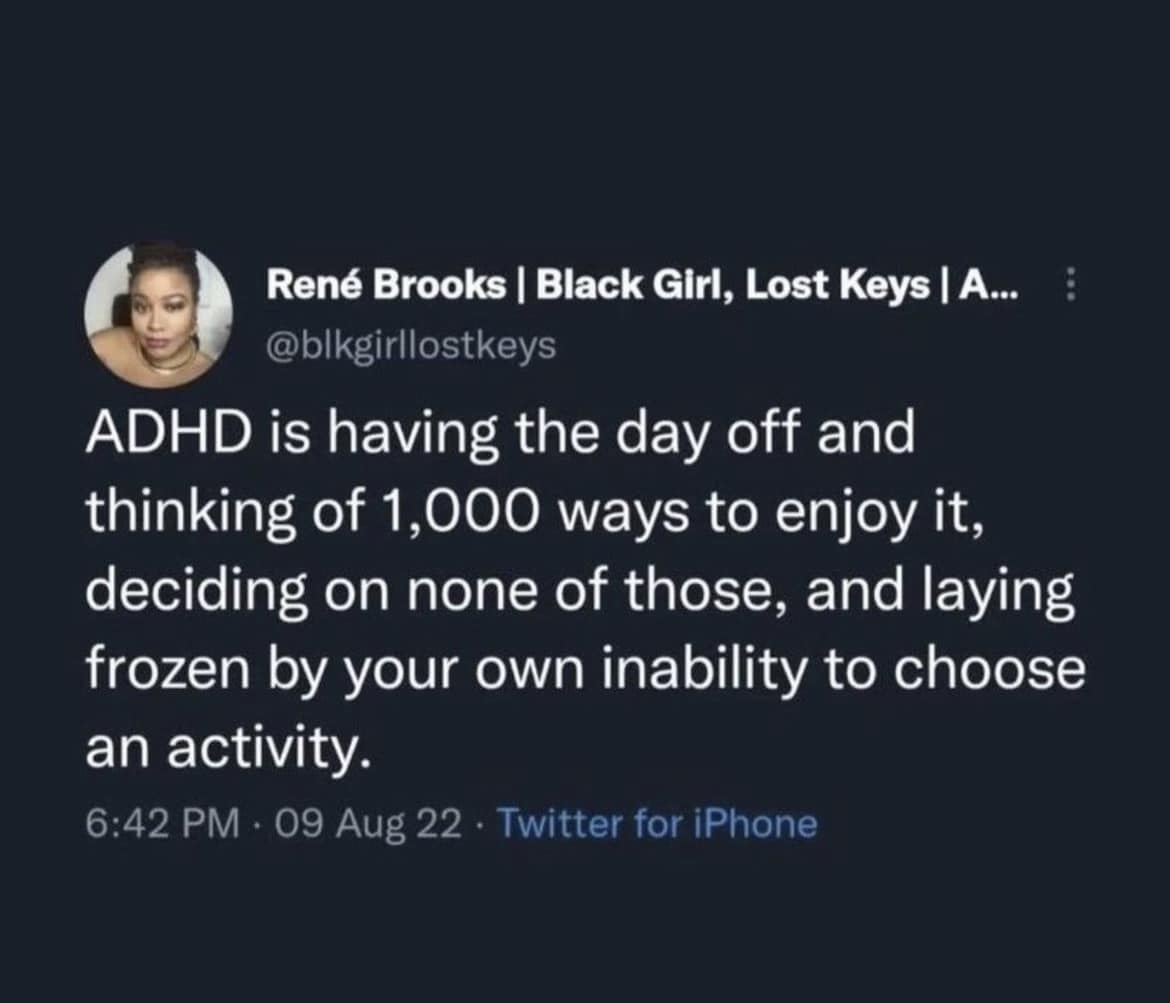 René Brooks | Black Girl, Lost Keys | A...
@blkgirllostkeys
ADHD is having the day off and
thinking of 1,000 ways to enjoy it,
deciding on none of those, and laying
frozen by your own inability to choose
an activity.
6:42 PM · 09 Aug 22 · Twitter for iPhone